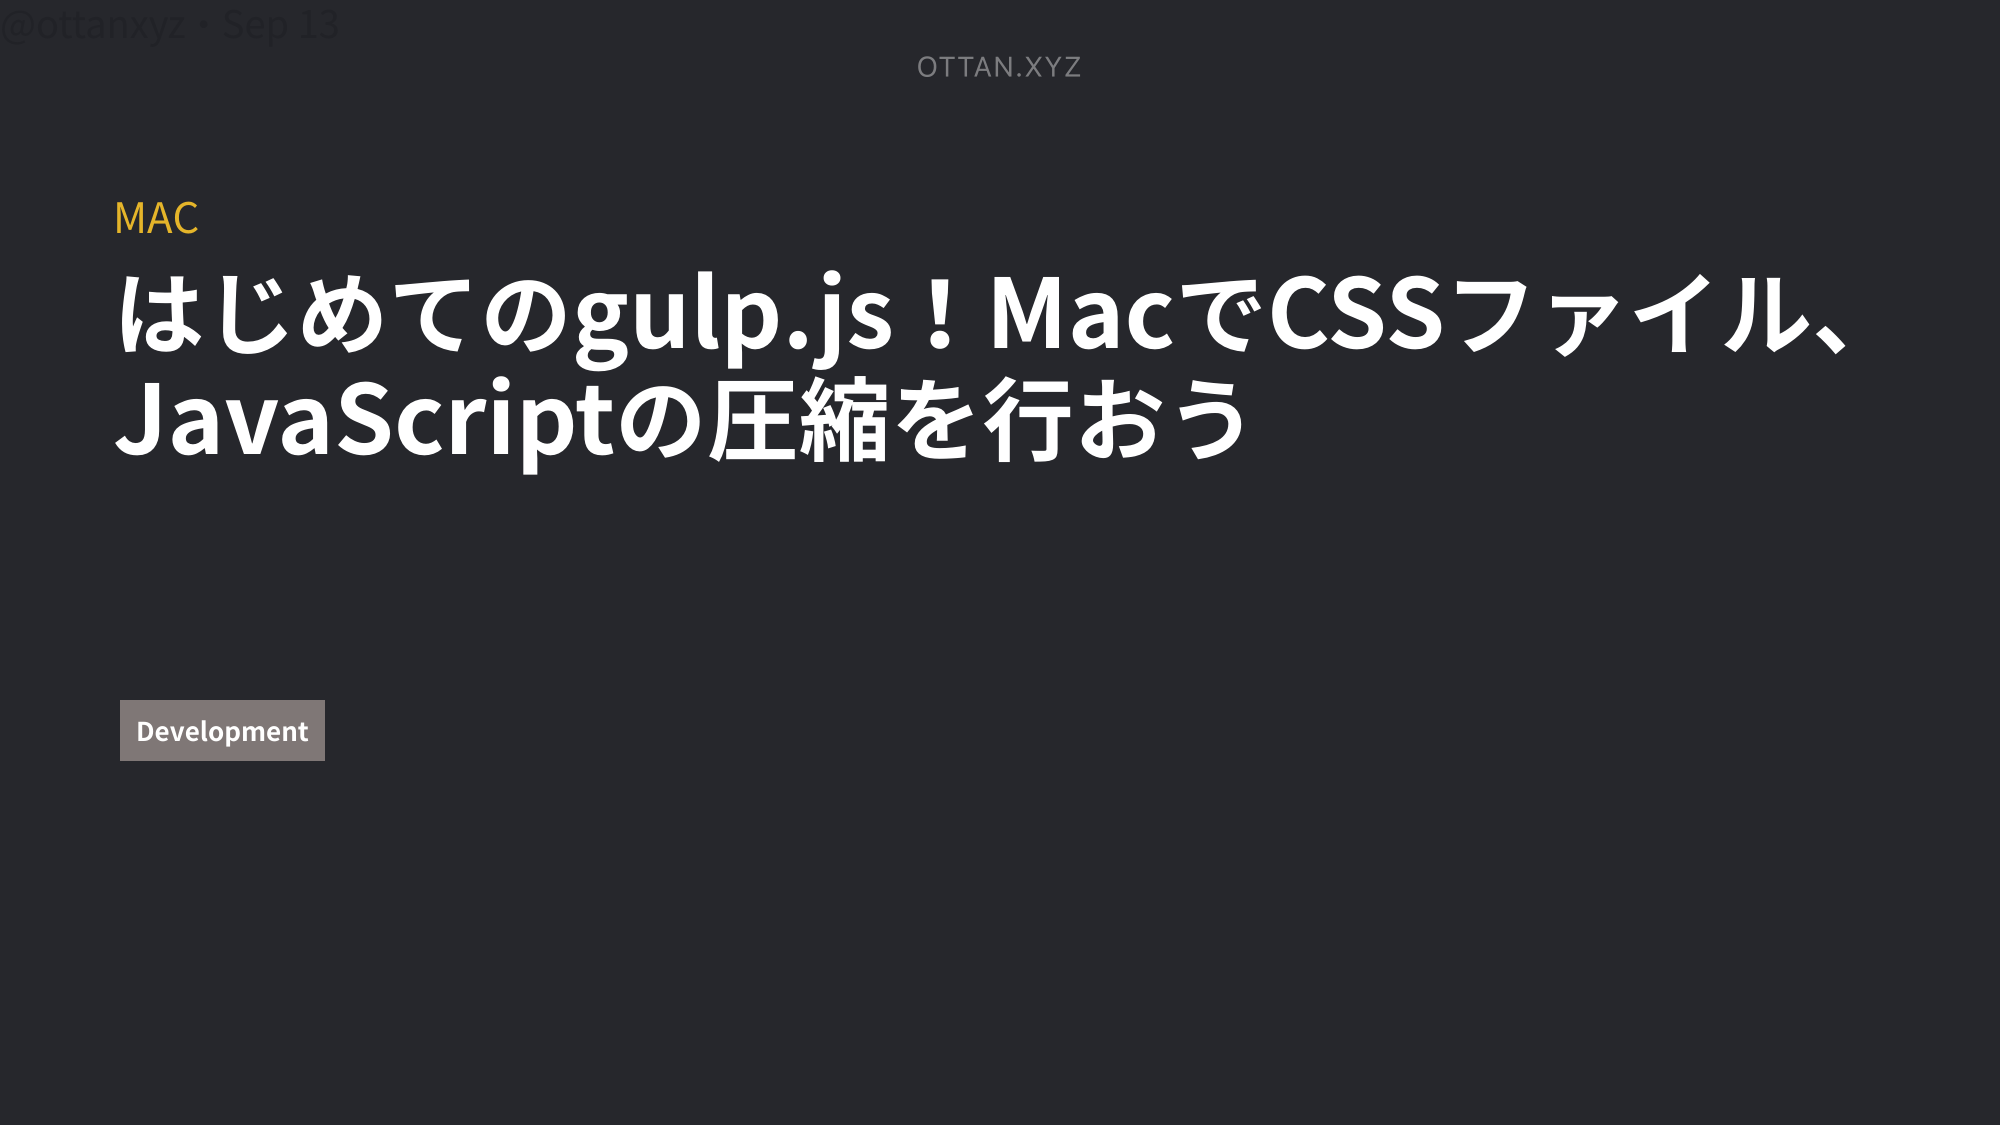 @ottanxyz・Sep 13
OTTAN.XYZ
MAC
はじめてのgulp.js！MacでCSSファイル、
JavaScriptの圧縮を行おう
Development